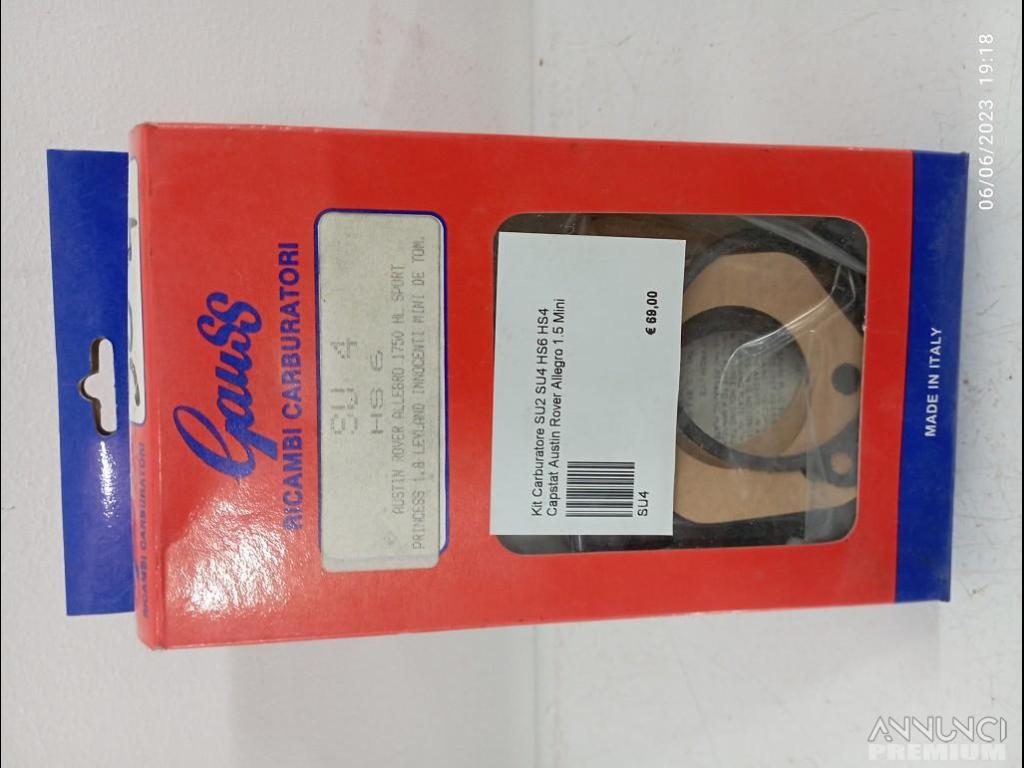 Gauss
RICAMBI CARBURATORI
SU 4
HS 6
AUSTIN ROVER ALLEGRO 1750 HL.SPORT
PRINCESS 1.8 LEYLAND INNOCENTI MINI DE TOM.
Kit Carburatore SU2 SU4 HS6 HS4
Capstat Austin Rover Allegro 1.5 Mini
€ 69,00
SU4
MADE IN ITALY
RICAMBI CARBURATORI
06/06/2023 19:18
ANNUNCI
PREMIUM